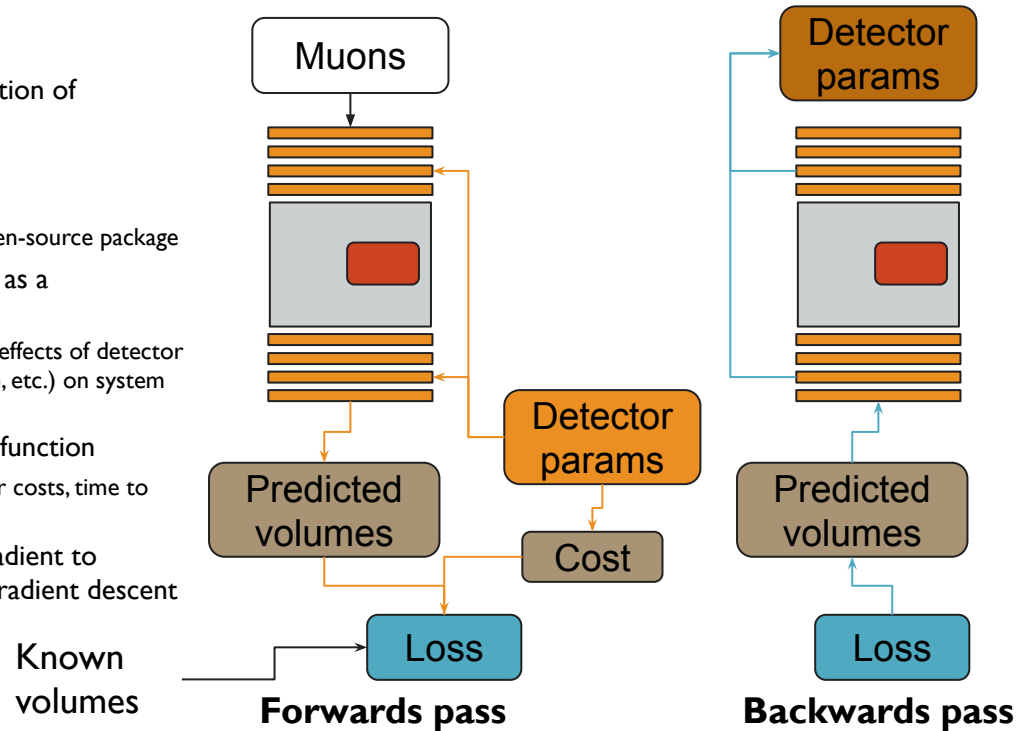 tion of
en-source package
as a
effects of detector
, etc.) on system
function
r costs, time to
adient to
radient descent
Known
volumes
Muons
Detector
params
Predicted
volumes
Cost
Loss
Forwards pass
Detector
params
Predicted
volumes
Loss
Backwards pass